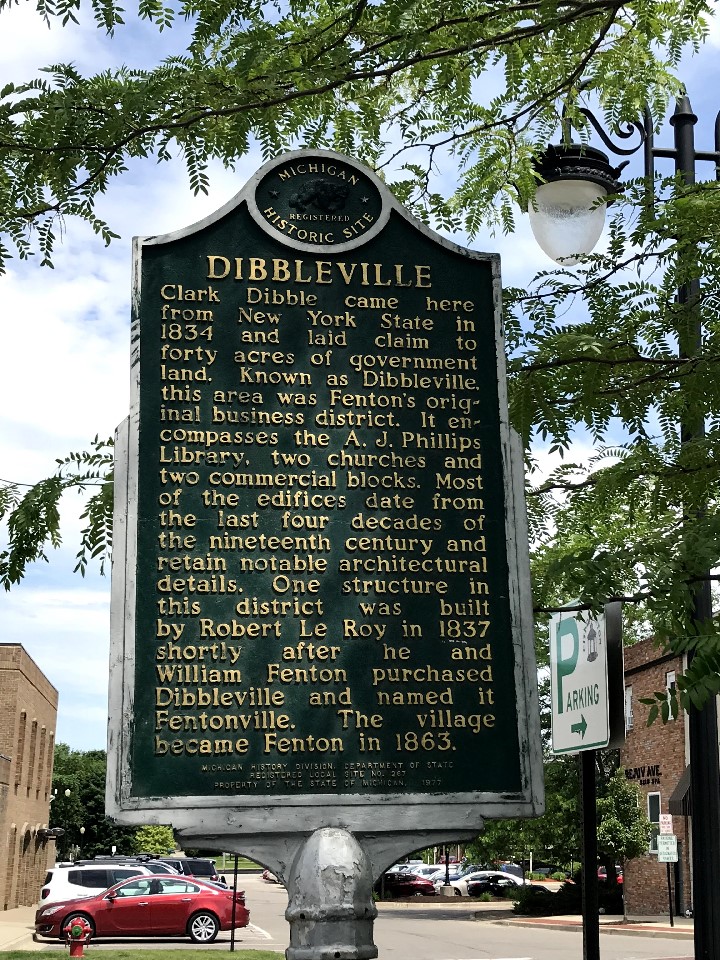 MICHIGAN
REGISTERED
HISTORIC SITE
DIBBLEVILLE
Clark Dibble came here
from New York State in
1834 and laid claim to
forty acres of government
land. Known as Dibbleville,
this area was Fenton's orig-
inal business district. It en-
compasses the A. J. Phillips
Library, two churches and
two commercial blocks. Most
of the edifices date from
the last four decades of
the nineteenth century and
retain notable architectural
details. One structure in
this district was built
by Robert Le Roy in 1837
shortly after he and
William Fenton purchased
Dibbleville and named it
Fentonville. The village
became Fenton in 1863.
MICHIGAN HISTORY DIVISION, DEPARTMENT OF STATE
REGISTERED LOCAL SITE NO. 267
PROPERTY OF THE STATE OF MICHIGAN, 1977
P
PARKING